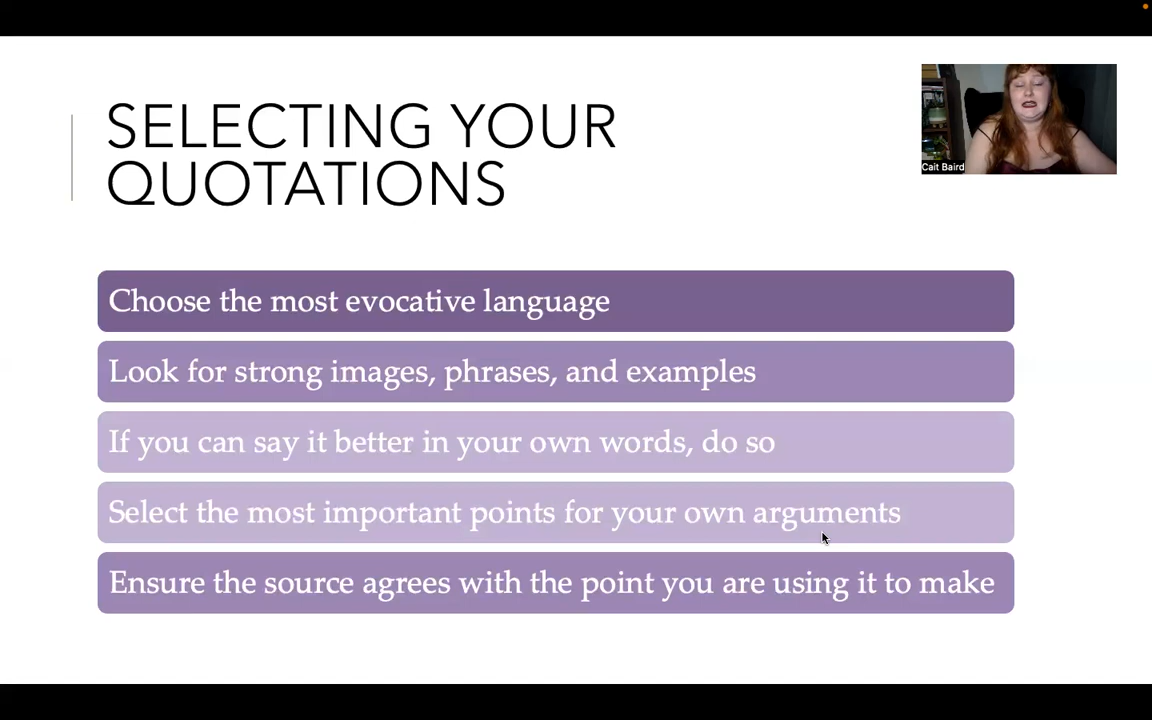 SELECTING YOUR
QUOTATIONS
Cait Baird
Choose the most evocative language
Look for strong images, phrases, and examples
If you can say it better in your own words, do so
Select the most important points for your own arguments
Ensure the source agrees with the point you are using it to make